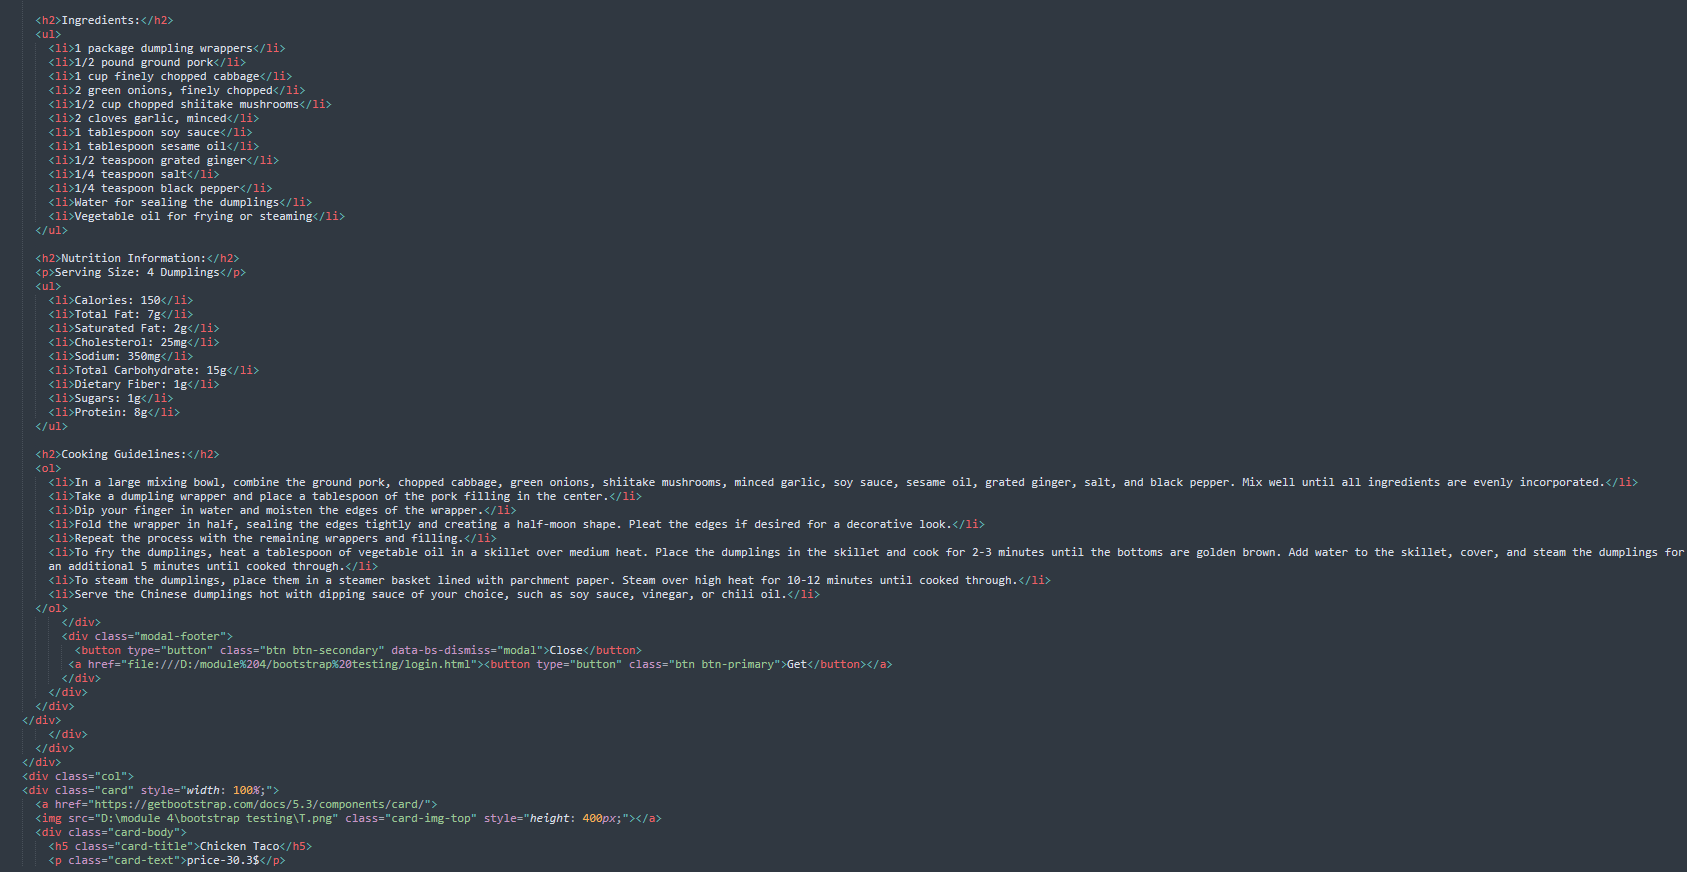 <h2>Ingredients:</h2>
<ul>
<li>1 package dumpling wrappers</li>
<li>1/2 pound ground pork</li>
<li>1 cup finely chopped cabbage</li>
<li>2 green onions, finely chopped</li>
<li>1/2 cup chopped shiitake mushrooms</li>
<li>2 cloves garlic, minced</li>
<li>1 tablespoon soy sauce</li>
<li>1 tablespoon sesame oil</li>
<li>1/2 teaspoon grated ginger</li>
<li>1/4 teaspoon salt</li>
<li>1/4 teaspoon black pepper</li>
<li>Water for sealing the dumplings</li>
<li>Vegetable oil for frying or steaming</li>
</ul>
<h2>Nutrition Information:</h2>
<p>Serving Size: 4 Dumplings</p>
<ul>
<li>Calories: 150</li>
<li>Total Fat: 7g</li>
<li>Saturated Fat: 2g</li>
<li>Cholesterol: 25mg</li>
<li>Sodium: 350mg</li>
<li>Total Carbohydrate: 15g</li>
<li>Dietary Fiber: 1g</li>
<li>Sugars: 1g</li>
<li>Protein: 8g</li>
</ul>
<h2>Cooking Guidelines:</h2>
<ol>
<li>In a large mixing bowl, combine the ground pork, chopped cabbage, green onions, shiitake mushrooms, minced garlic, soy sauce, sesame oil, grated ginger, salt, and black pepper. Mix well until all ingredients are evenly incorporated.</li>
<li>Take a dumpling wrapper and place a tablespoon of the pork filling in the center.</li>
<li>Dip your finger in water and moisten the edges of the wrapper.</li>
<li>Fold the wrapper in half, sealing the edges tightly and creating a half-moon shape. Pleat the edges if desired for a decorative look.</li>
<li>Repeat the process with the remaining wrappers and filling.</li>
<li>To fry the dumplings, heat a tablespoon of vegetable oil in a skillet over medium heat. Place the dumplings in the skillet and cook for 2-3 minutes until the bottoms are golden brown. Add water to the skillet, cover, and steam the dumplings for
an additional 5 minutes until cooked through.</li>
<li>To steam the dumplings, place them in a steamer basket lined with parchment paper. Steam over high heat for 10-12 minutes until cooked through.</li>
<li>Serve the Chinese dumplings hot with dipping sauce of your choice, such as soy sauce, vinegar, or chili oil.</li>
</ol>
</div>
<div class="modal-footer">
<button type="button" class="btn btn-secondary" data-bs-dismiss="modal">Close</button>
<a href="file:///D:/module%204/bootstrap%20testing/login.html"><button type="button" class="btn btn-primary">Get</button></a>
</div>
</div>
</div>
</div>
</div>
</div>
</div>
<div class="col">
<div class="card" style="width: 100%;">
<a href="https://getbootstrap.com/docs/5.3/components/card/">
<img src="D:\module 4\bootstrap testing\T.png" class="card-img-top" style="height: 400px;"></a>
<div class="card-body">
<h5 class="card-title">Chicken Taco</h5>
<p class="card-text">price-30.3$</p>